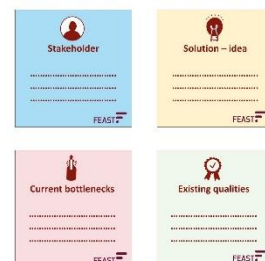 Stakeholder
FEAST
Solution – idea
FEAST
Current bottlenecks
FEAST
Existing qualities
FEAST